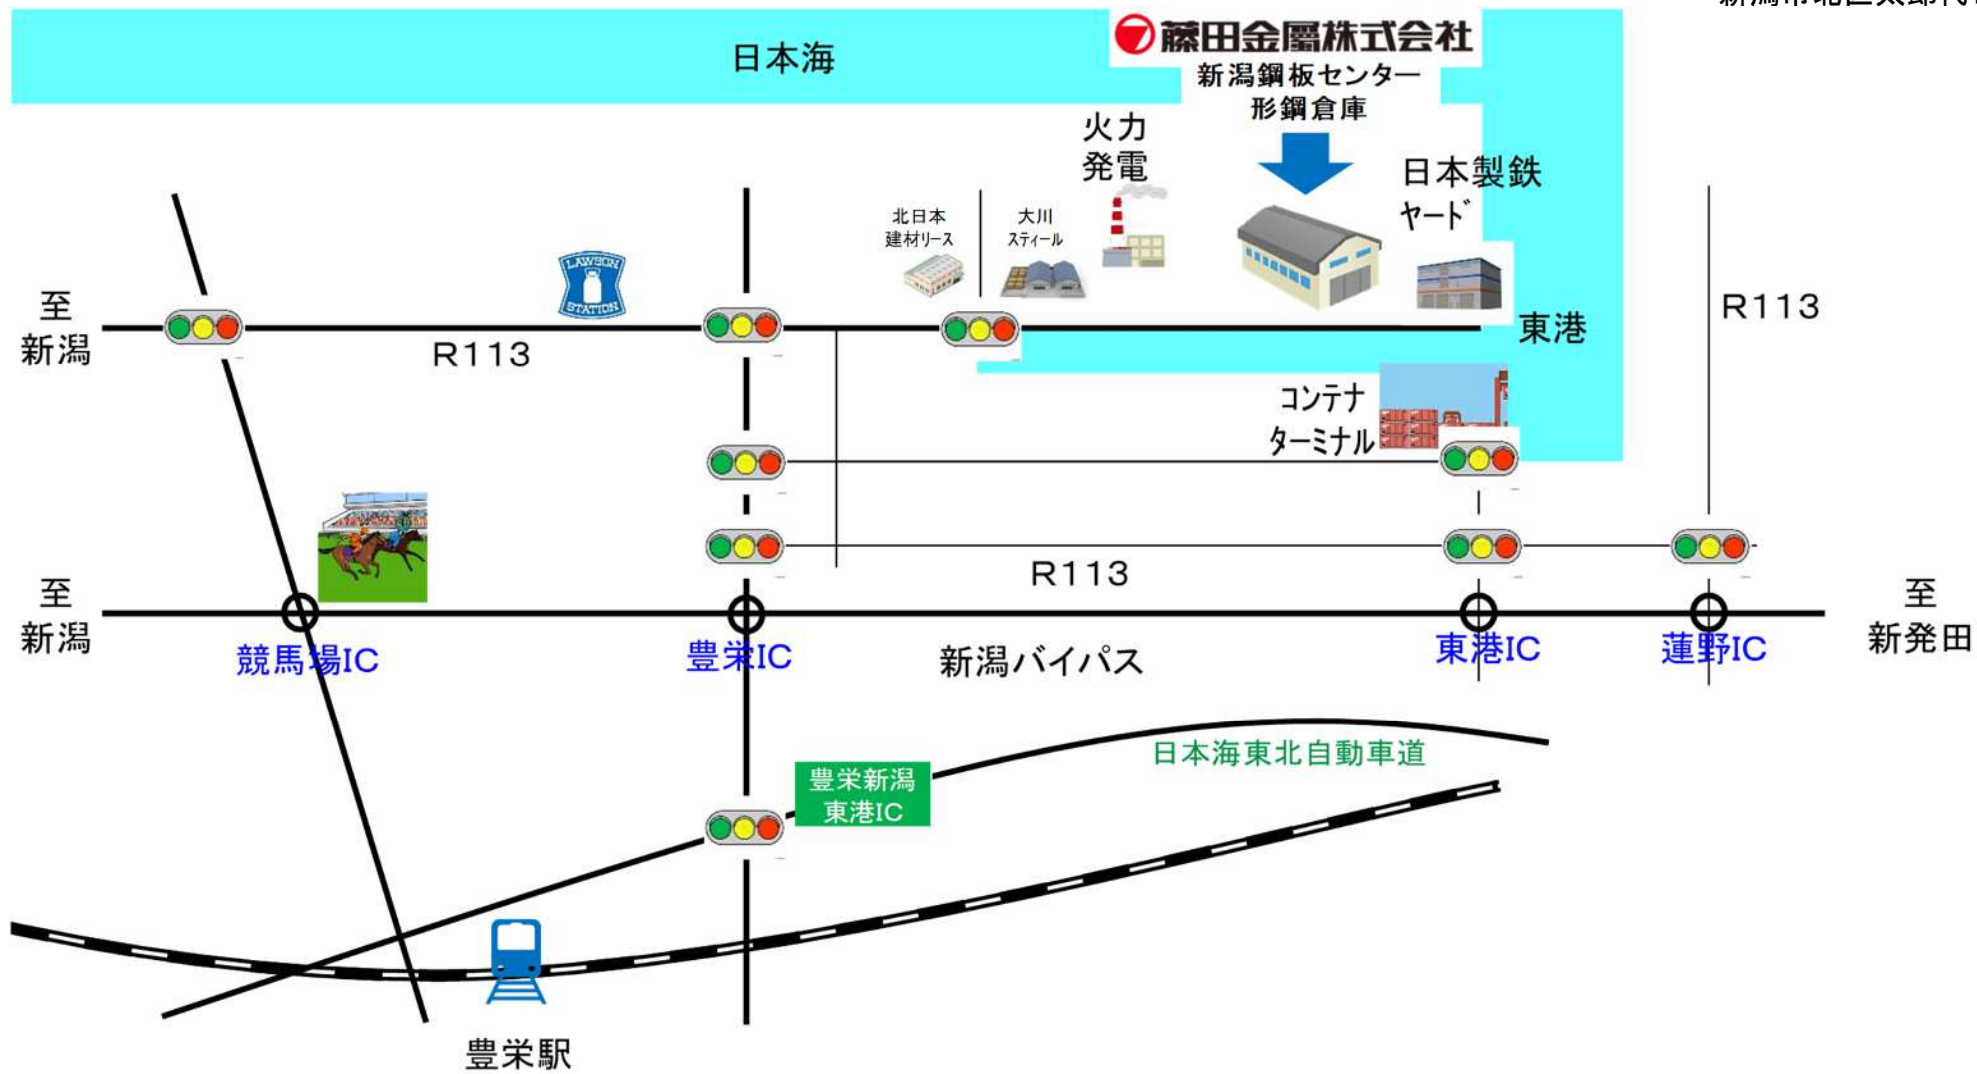 日本海
藤田金屬株式会社
新潟鋼板センター
形鋼倉庫
火力
発電
日本製鉄
ヤード
北日本
建材リース
大川
スティール
LAWSON
STATION
至
新潟
R113
東港
R113
コンテナ
ターミナル
R113
至
新潟
至
新発田
競馬場IC
豊栄IC
新潟バイパス
東港IC
蓮野IC
日本海東北自動車道
豊栄新潟
東港IC
豊栄駅